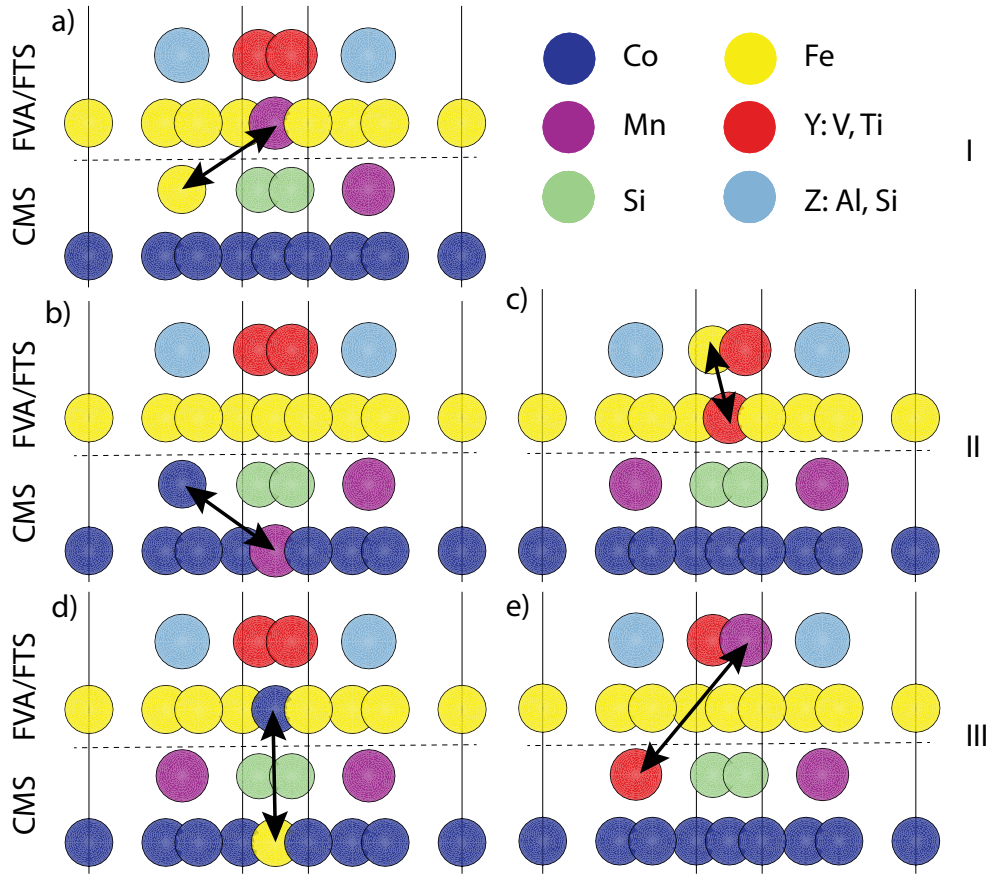 a)
FVA/FTS
CMS
Co
Fe
Mn
Y: V, Ti
Si
Z: Al, Si
I
b)
FVA/FTS
CMS
c)
II
d)
FVA/FTS
CMS
e)
III